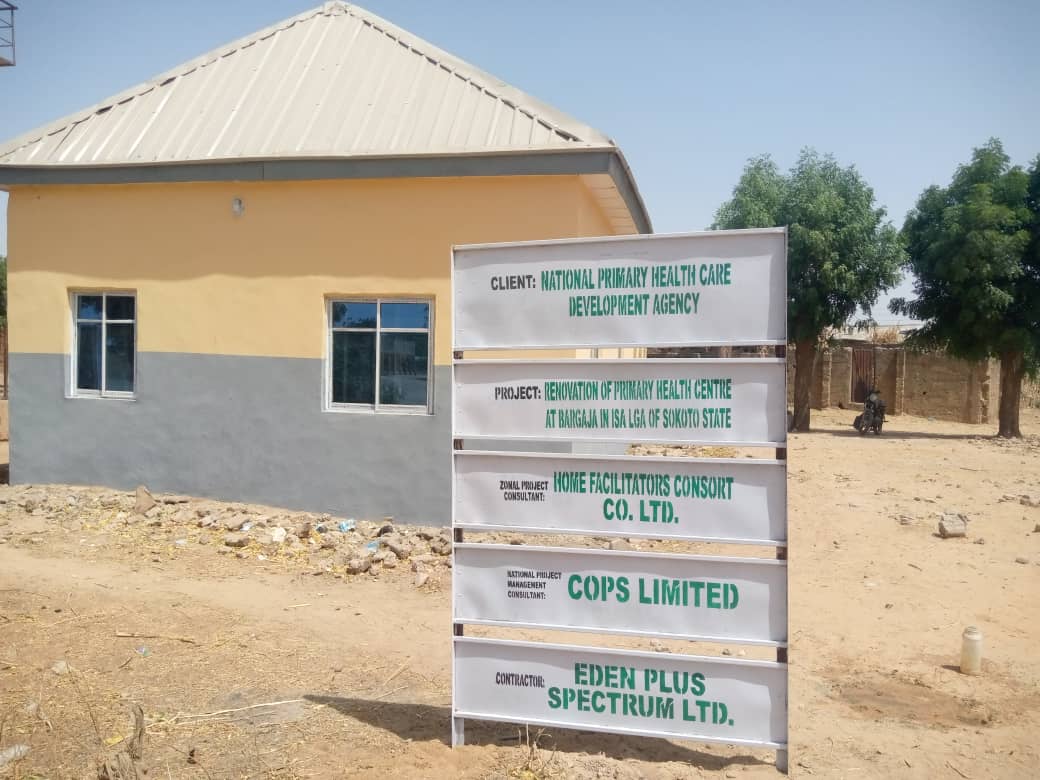 CLIENT: NATIONAL PRIMARY HEALTH CARE
DEVELOPMENT AGENCY
PROJECT: RENOVATION OF PRIMARY HEALTH CENTRE
AT BARGAJA IN ISA LGA OF SOKOTO STATE
ZONAL PROJECT
CONSULTANT:
HOME FACILITATORS CONSORT
CO. LTD.
NATIONAL PROJECT
MANAGEMENT
CONSULTANT:
COPS LIMITED
CONTRACTOR:
EDEN PLUS
SPECTRUM LTD.